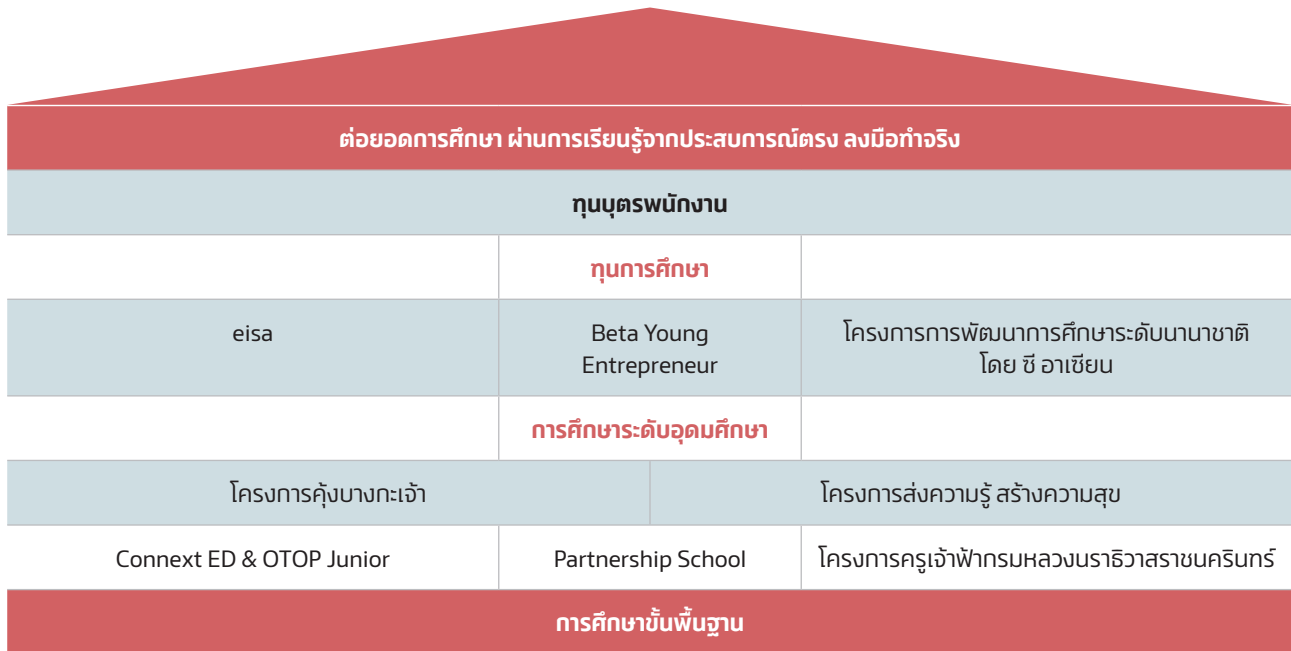 ต่อยอดการศึกษา ผ่านการเรียนรู้จากประสบการณ์ตรง ลงมือทำจริง
ทุนบุตรพนักงาน
ทุนการศึกษา
eisa
Beta Young
Entrepreneur
โครงการการพัฒนาการศึกษาระดับนานาชาติ
โดย ซี อาเซียน
การศึกษาระดับอุดมศึกษา
โครงการคุ้งบางกะเจ้า
โครงการส่งความรู้ สร้างความสุข
Connext ED & OTOP Junior
Partnership School
โครงการครูเจ้าฟ้ากรมหลวงนราธิวาสราชนครินทร์
การศึกษาขั้นพื้นฐาน